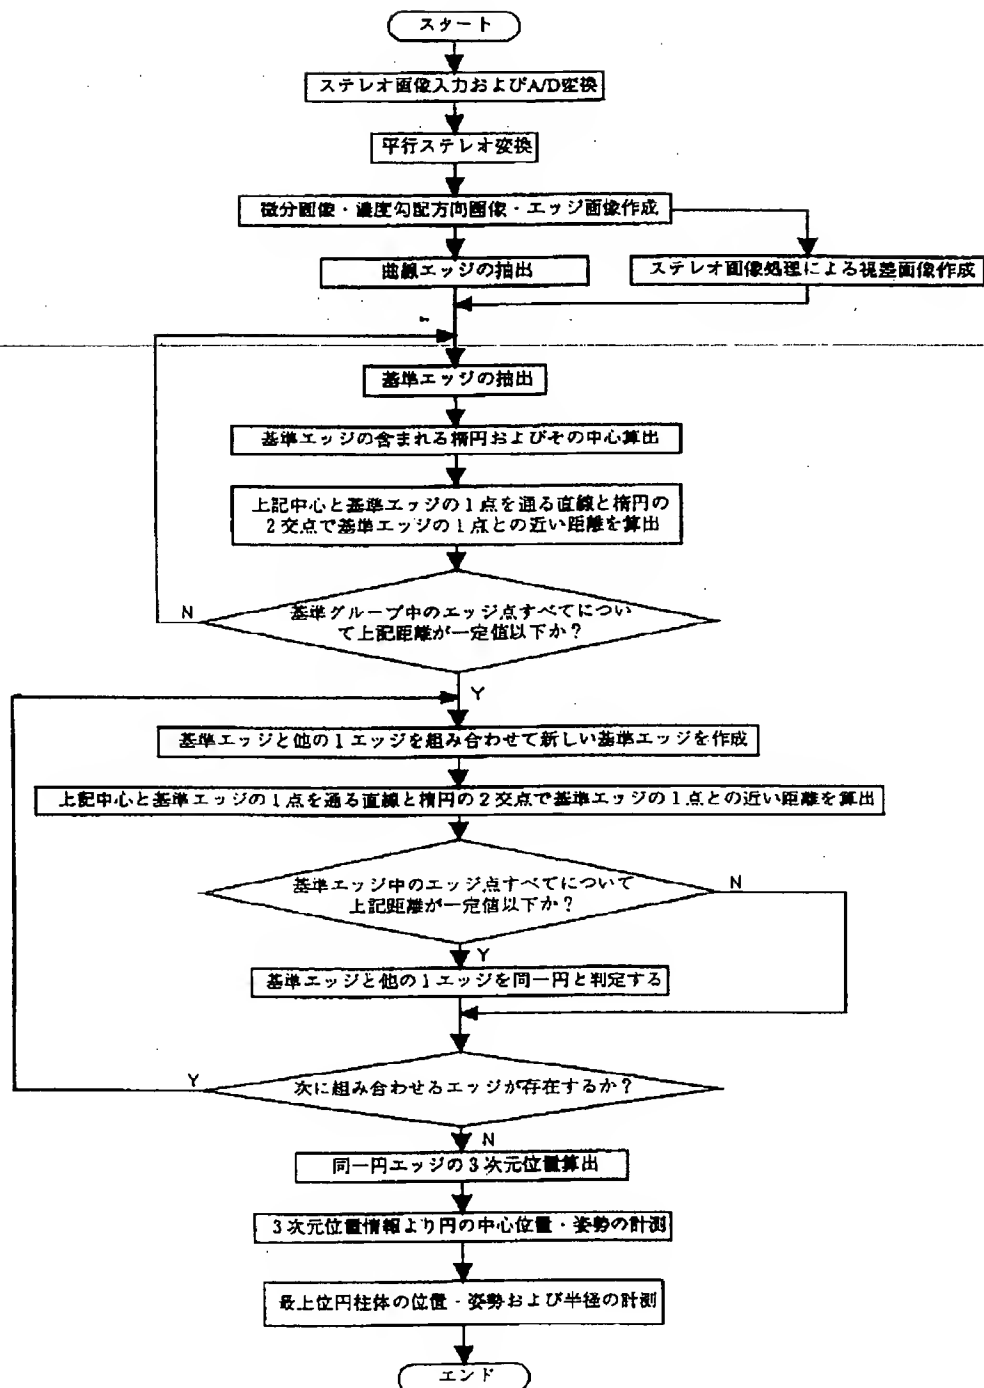 スタート
ステレオ画像入力およびA/D変換
平行ステレオ変換
微分画像・濃度勾配方向画像・エッジ画像作成
曲線エッジの抽出
ステレオ画像処理による視差画像作成
基準エッジの抽出
基準エッジの含まれる楕円およびその中心算出
上記中心と基準エッジの1点を通る直線と楕円の
2交点で基準エッジの1点との近い距離を算出
基準グループ中のエッジ点すべてについ
て上記距離が一定値以下か？
N
Y
基準エッジと他の1エッジを組み合わせて新しい基準エッジを作成
上記中心と基準エッジの1点を通る直線と楕円の2交点で基準エッジの1点との近い距離を算出
基準エッジ中のエッジ点すべてについて
上記距離が一定値以下か？
N
Y
基準エッジと他の1エッジを同一円と判定する
次に組み合わせるエッジが存在するか？
Y
N
同一円エッジの3次元位置算出
3次元位置情報より円の中心位置・姿勢の計測
最上位円柱体の位置・姿勢および半径の計測
エンド